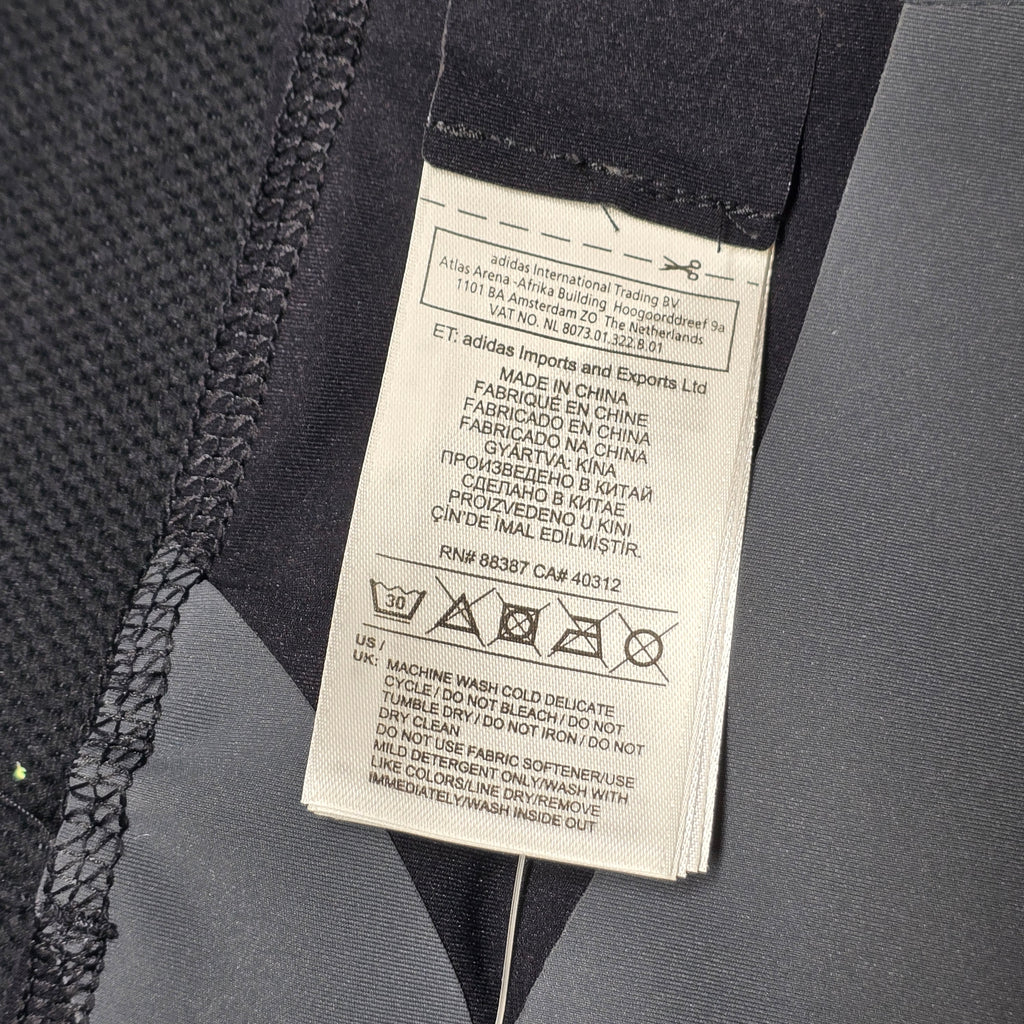 adidas International Trading BV
Atlas Arena -Afrika Building Hoogoorddreef 9a
1101 BA Amsterdam ZO The Netherlands
VAT NO. NL 8073.01.322.B.01
ET: adidas Imports and Exports Ltd
MADE IN CHINA
FABRIQUÉ EN CHINE
FABRICADO EN CHINA
FABRICADO NA CHINA
GYÁRTVA: KÍNA
ПРОИЗВЕДЕНО В КИТАЙ
СДЕЛАНО В КИТАЕ
PROIZVEDENO U KINI
ÇİN'DE İMAL EDİLMİŞTİR.
RN# 88387 CA# 40312
30
US /
UK: MACHINE WASH COLD DELICATE
CYCLE / DO NOT BLEACH / DO NOT
TUMBLE DRY / DO NOT IRON / DO NOT
DRY CLEAN
DO NOT USE FABRIC SOFTENER/USE
MILD DETERGENT ONLY/WASH WITH
LIKE COLORS/LINE DRY/REMOVE
IMMEDIATELY/WASH INSIDE OUT